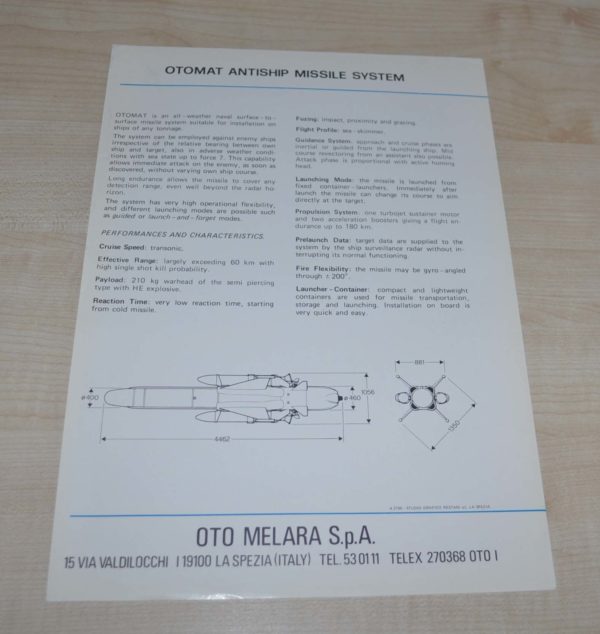 OTOMAT ANTISHIP MISSILE SYSTEM
OTOMAT is an all-weather naval surface-to-
surface missile system suitable for installation on
ships of any tonnage.
The system can be employed against enemy ships
irrespective of the relative bearing between own
ship and target, also in adverse weather condi-
tions with sea state up to force 7. This capability
allows immediate attack on the enemy, as soon as
discovered, without varying own ship course.
Long endurance allows the missile to cover any
detection range, even well beyond the radar ho-
rizon.
The system has very high operational flexibility,
and different launching modes are possible such
as guided or launch-and-forget modes.
PERFORMANCES AND CHARACTERISTICS.
Cruise Speed: transonic.
Effective Range: largely exceeding 60 km with
high single shot kill probability.
Payload: 210 kg warhead of the semi piercing
type with HE explosive.
Reaction Time: very low reaction time, starting
from cold missile.
Fuzing: impact, proximity and grazing.
Flight Profile: sea-skimmer.
Guidance System: approach and cruise phases are
inertial or guided from the launching ship. Mid
course revectoring from an assistant also possible.
Attack phase is proportional with active homing
head.
Launching Mode: the missile is launched from
fixed container-launchers. Immediately after
launch the missile can change its course to aim
directly at the target.
Propulsion System: one turbojet sustainer motor
and two acceleration boosters giving a flight en-
durance up to 180 km.
Prelaunch Data: target data are supplied to the
system by the ship surveillance radar without in-
terrupting its normal functioning.
Fire Flexibility: the missile may be gyro-angled
through ± 200°.
Launcher-Container: compact and lightweight
containers are used for missile transportation,
storage and launching. Installation on board is
very quick and easy.
ø400
4462
ø460
1056
881
1350
STUDIO GRAFICO RESTANI LA SPEZIA
OTO MELARA S.p.A.
15 VIA VALDILOCCHI I 19100 LA SPEZIA (ITALY) TEL. 53 01 11 TELEX 270368 OTO I